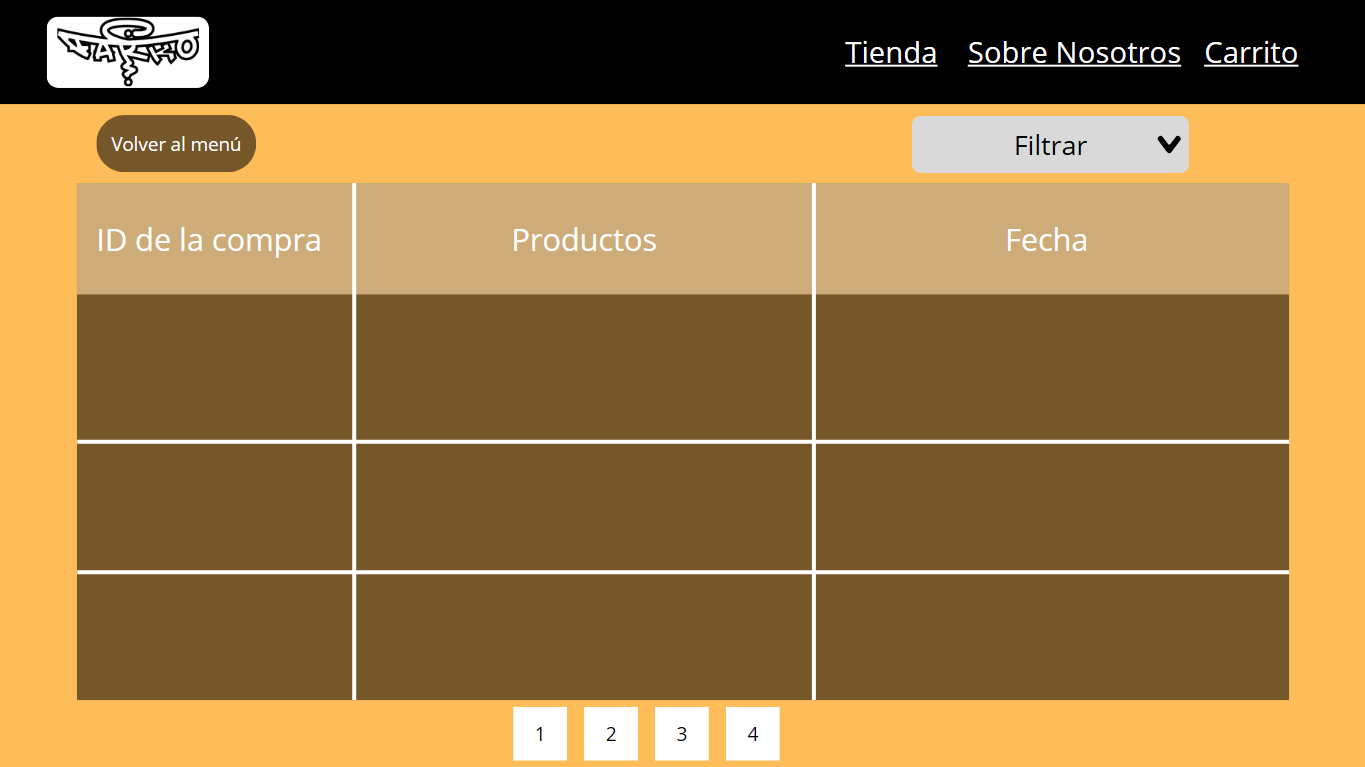 Tienda Sobre Nosotros Carrito
Volver al menú
Filtrar
ID de la compra Productos Fecha
1 2 3 4